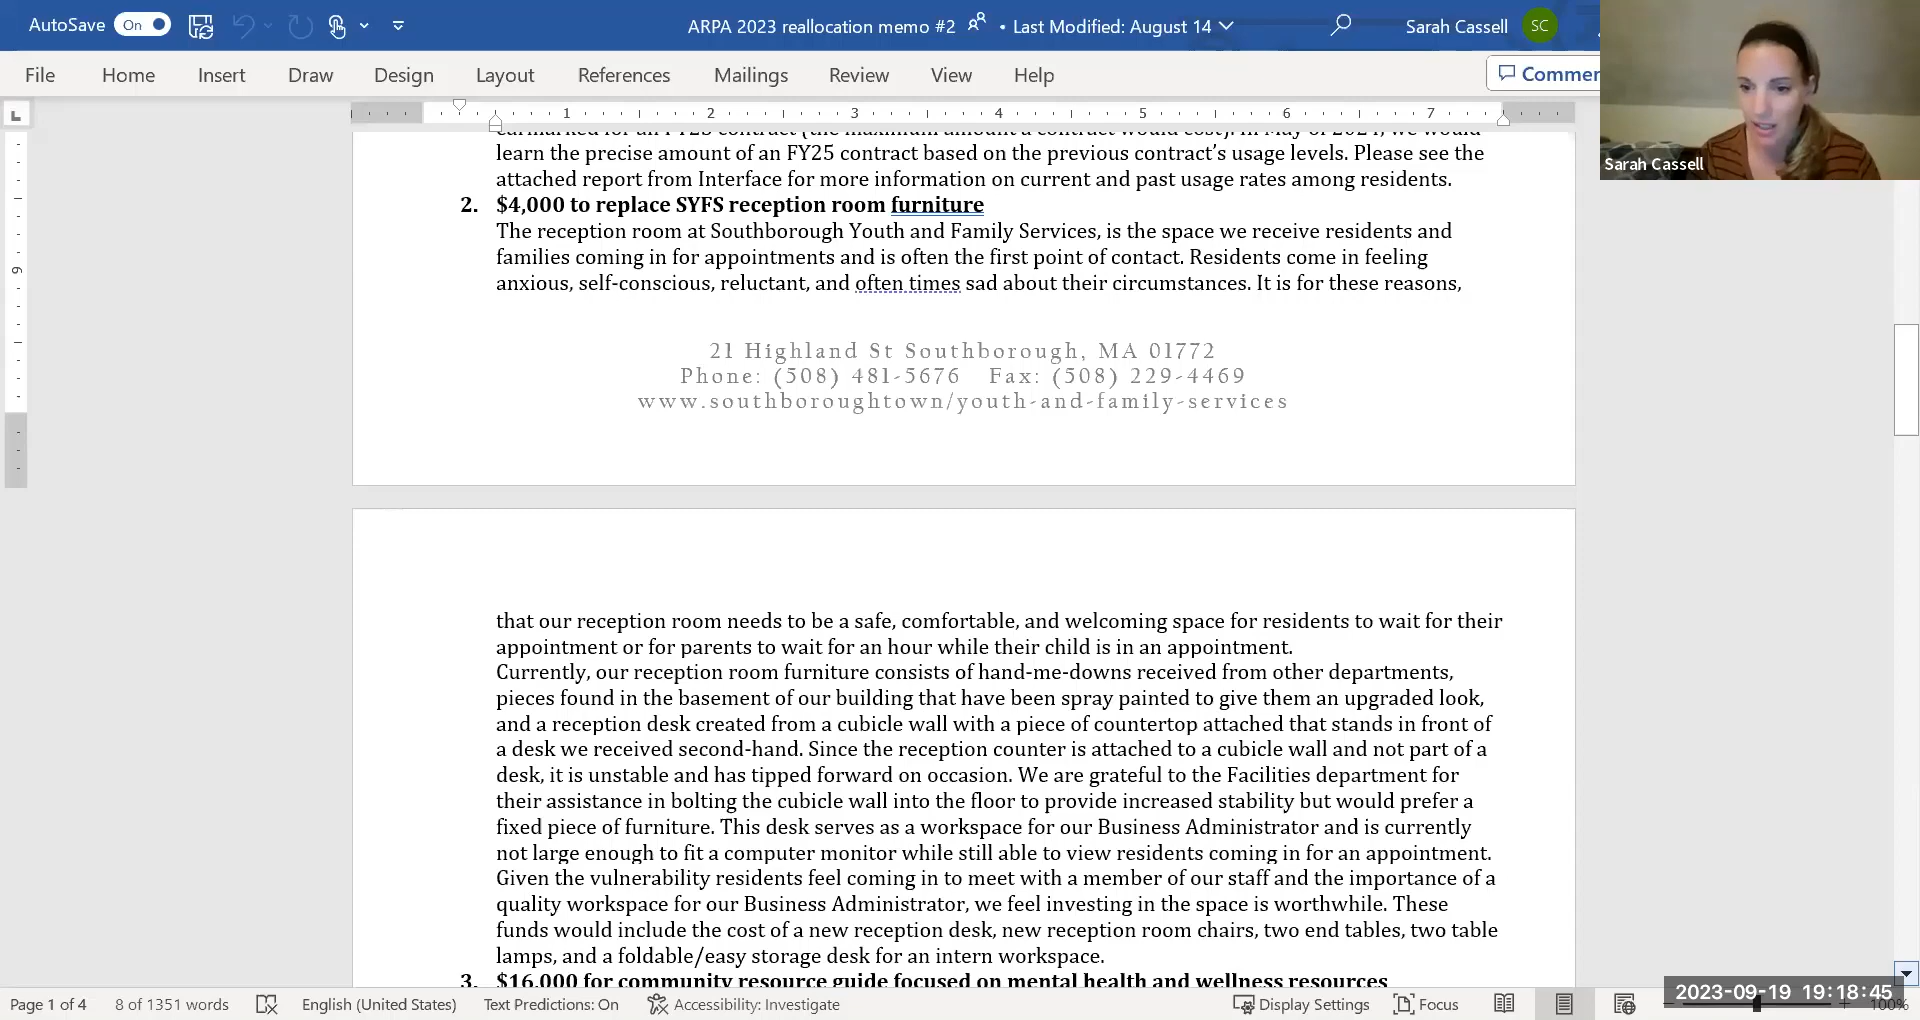 AutoSave On ARPA 2023 reallocation memo #2 • Last Modified: August 14 Sarah Cassell SC
File Home Insert Draw Design Layout References Mailings Review View Help
1 2 3 4 5 6 7
Sarah Cassell
learn the precise amount of an FY25 contract based on the previous contract's usage levels. Please see the
attached report from Interface for more information on current and past usage rates among residents.
2. $4,000 to replace SYFS reception room furniture
The reception room at Southborough Youth and Family Services, is the space we receive residents and
families coming in for appointments and is often the first point of contact. Residents come in feeling
anxious, self-conscious, reluctant, and often times sad about their circumstances. It is for these reasons,
21 Highland St Southborough, MA 01772
Phone: (508) 481-5676 Fax: (508) 229-4469
www.southboroughtown/youth-and-family-services
that our reception room needs to be a safe, comfortable, and welcoming space for residents to wait for their
appointment or for parents to wait for an hour while their child is in an appointment.
Currently, our reception room furniture consists of hand-me-downs received from other departments,
pieces found in the basement of our building that have been spray painted to give them an upgraded look,
and a reception desk created from a cubicle wall with a piece of countertop attached that stands in front of
a desk we received second-hand. Since the reception counter is attached to a cubicle wall and not part of a
desk, it is unstable and has tipped forward on occasion. We are grateful to the Facilities department for
their assistance in bolting the cubicle wall into the floor to provide increased stability but would prefer a
fixed piece of furniture. This desk serves as a workspace for our Business Administrator and is currently
not large enough to fit a computer monitor while still able to view residents coming in for an appointment.
Given the vulnerability residents feel coming in to meet with a member of our staff and the importance of a
quality workspace for our Business Administrator, we feel investing in the space is worthwhile. These
funds would include the cost of a new reception desk, new reception room chairs, two end tables, two table
lamps, and a foldable/easy storage desk for an intern workspace.
3. $16,000 for community resource guide focused on mental health and wellness resources
Page 1 of 4 8 of 1351 words English (United States) Text Predictions: On Accessibility: Investigate Display Settings Focus 100%
2023-09-19 19:18:45